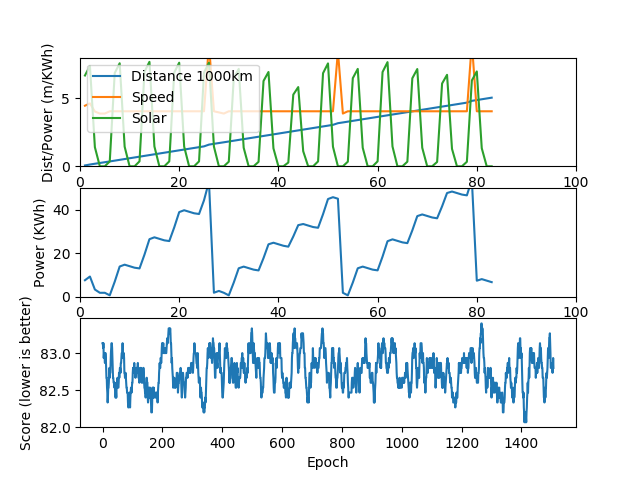 Dist/Power (m/KWh)
5
0
Distance 1000km
Speed
Solar
0 20 40 60 80 100
Power (KWh)
40
20
0
0 20 40 60 80 100
Score (lower is better)
83.0
82.5
82.0
0 200 400 600 800 1000 1200 1400
Epoch